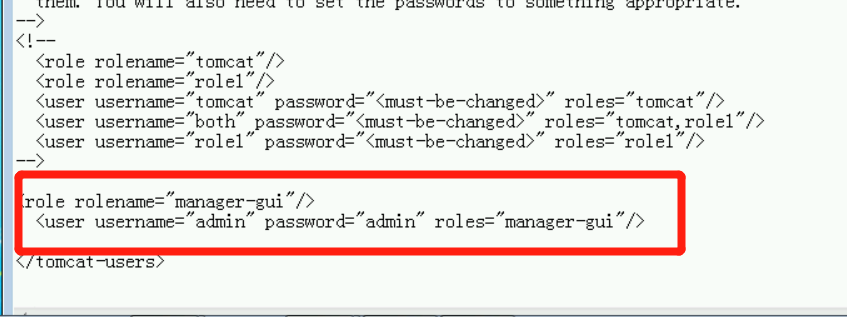 them. You will also need to set the passwords to something appropriate.
-->
<!--
<role rolename="tomcat"/>
<role rolename="role1"/>
<user username="tomcat" password="<must-be-changed>" roles="tomcat"/>
<user username="both" password="<must-be-changed>" roles="tomcat,role1"/>
<user username="role1" password="<must-be-changed>" roles="role1"/>
-->
<role rolename="manager-gui"/>
<user username="admin" password="admin" roles="manager-gui"/>
</tomcat-users>